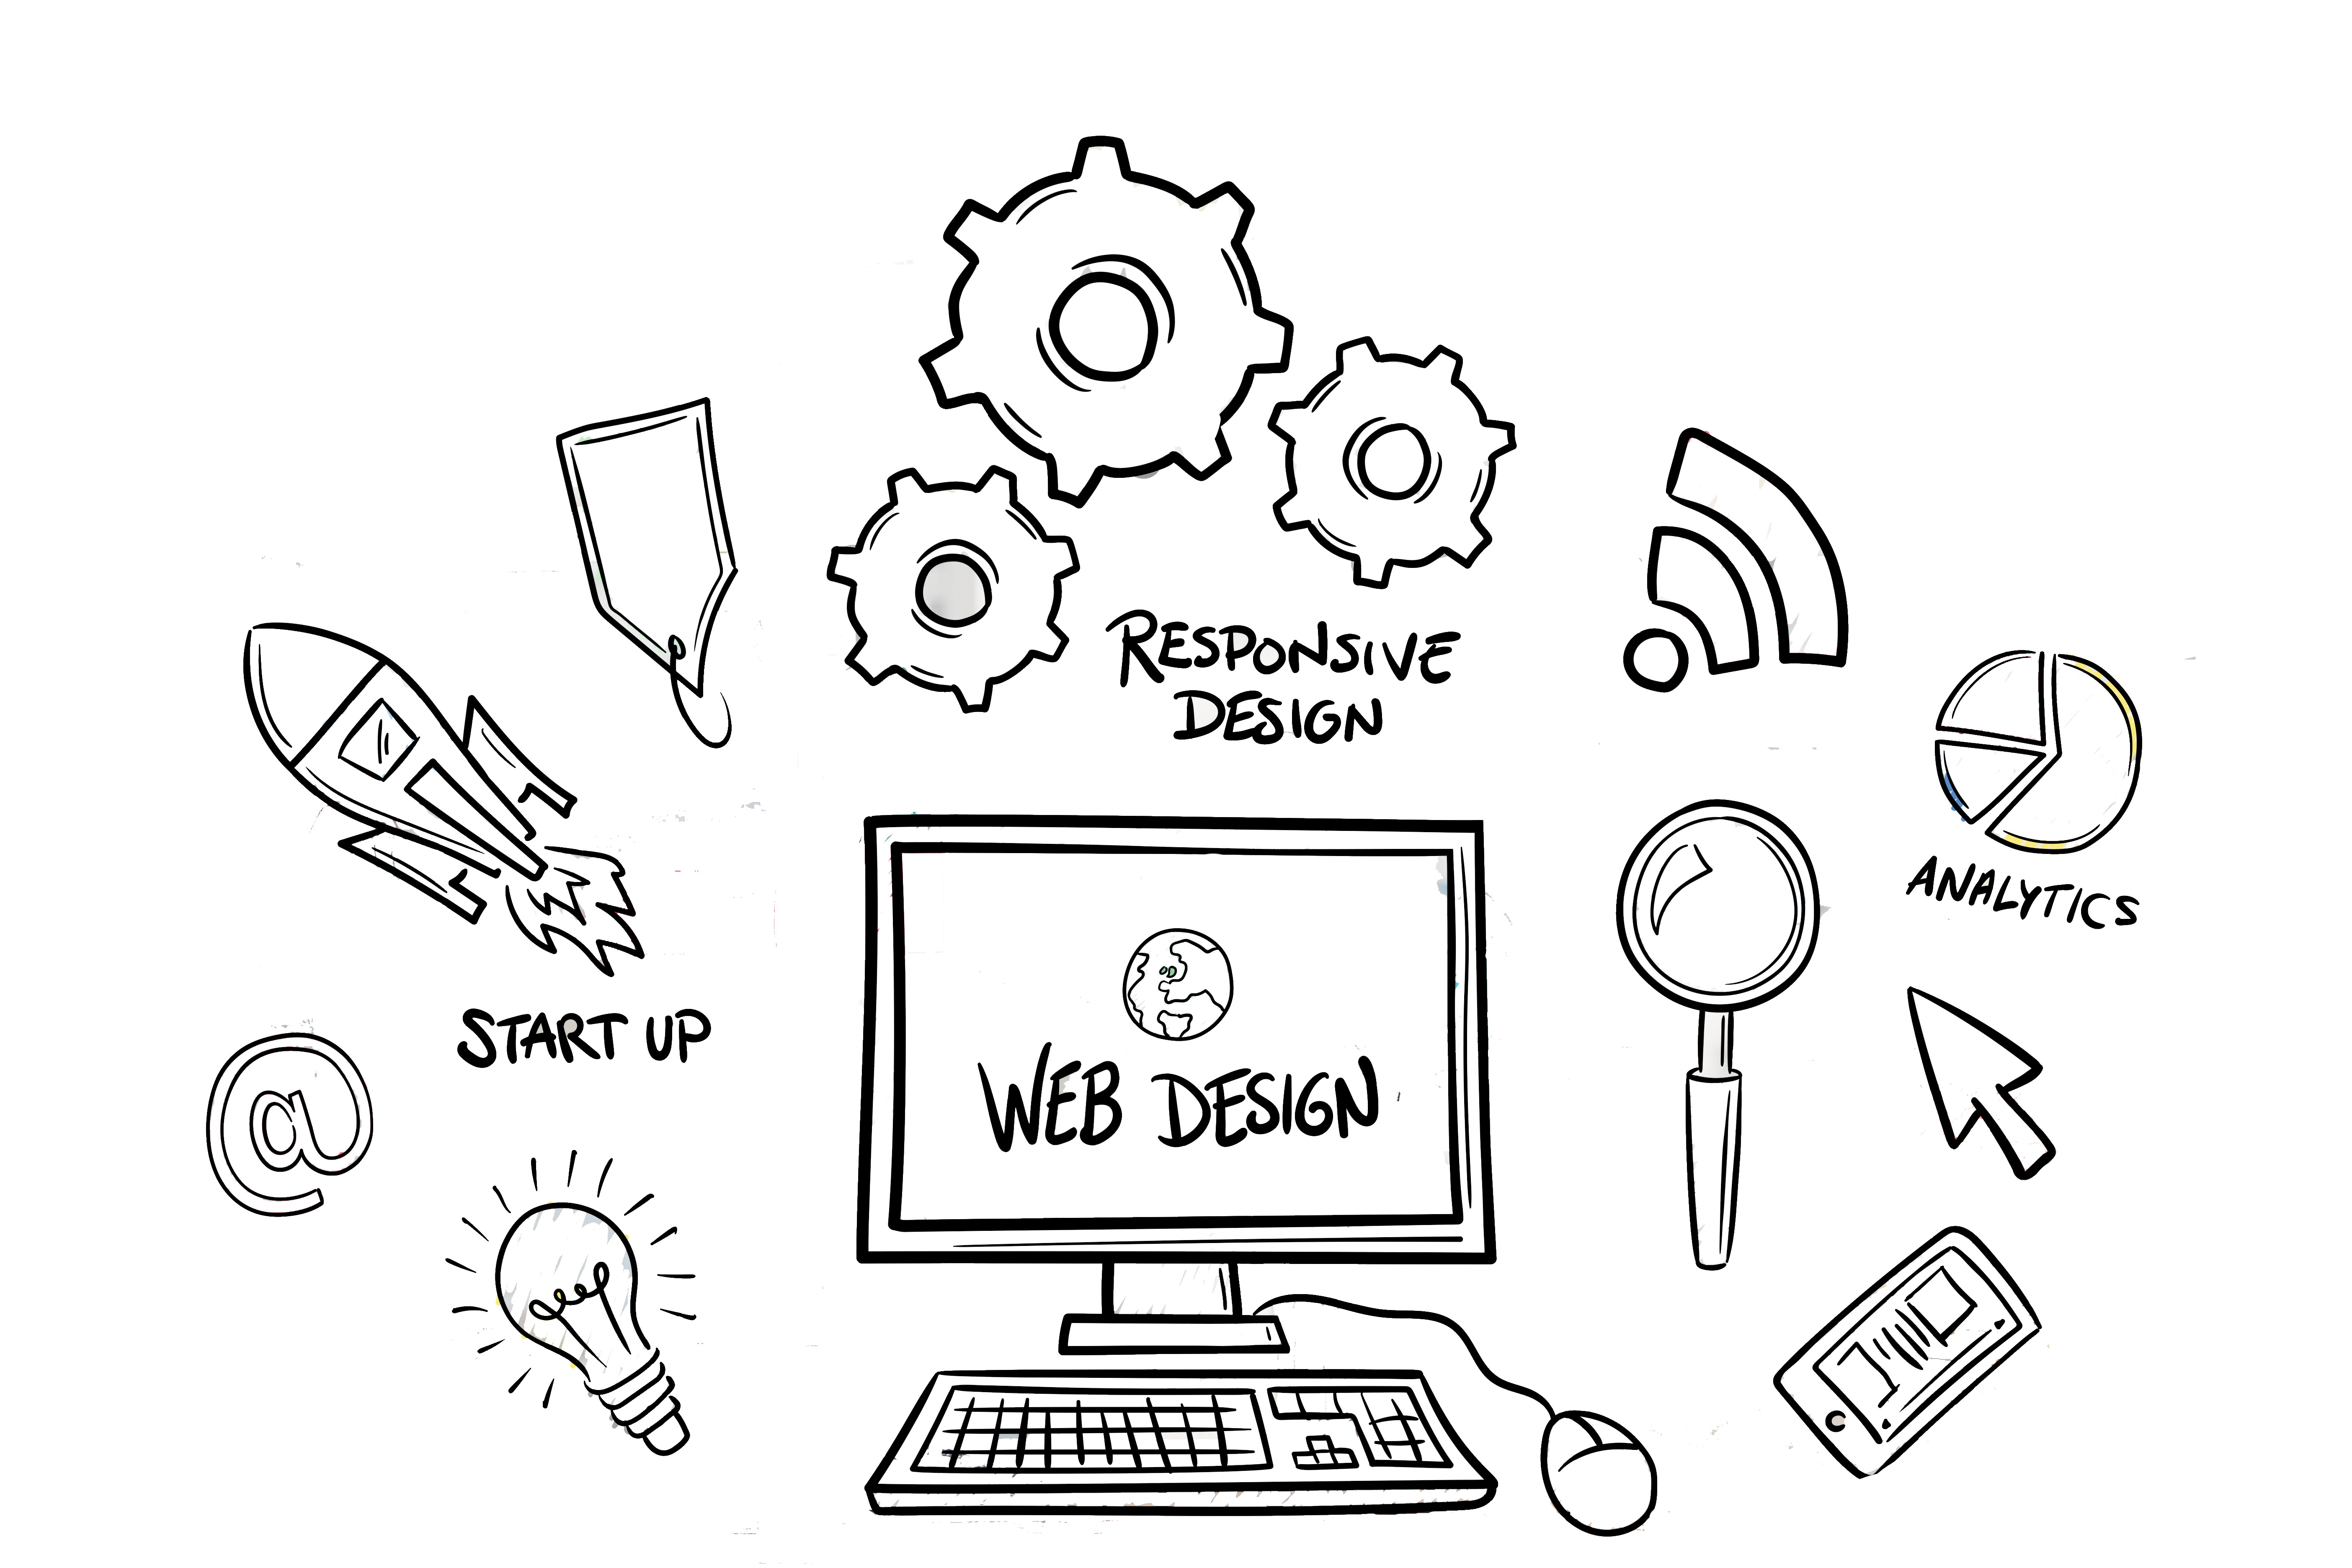 RESPONSIVE
DESIGN
ANALYTICS
START UP
@
WEB DESIGN